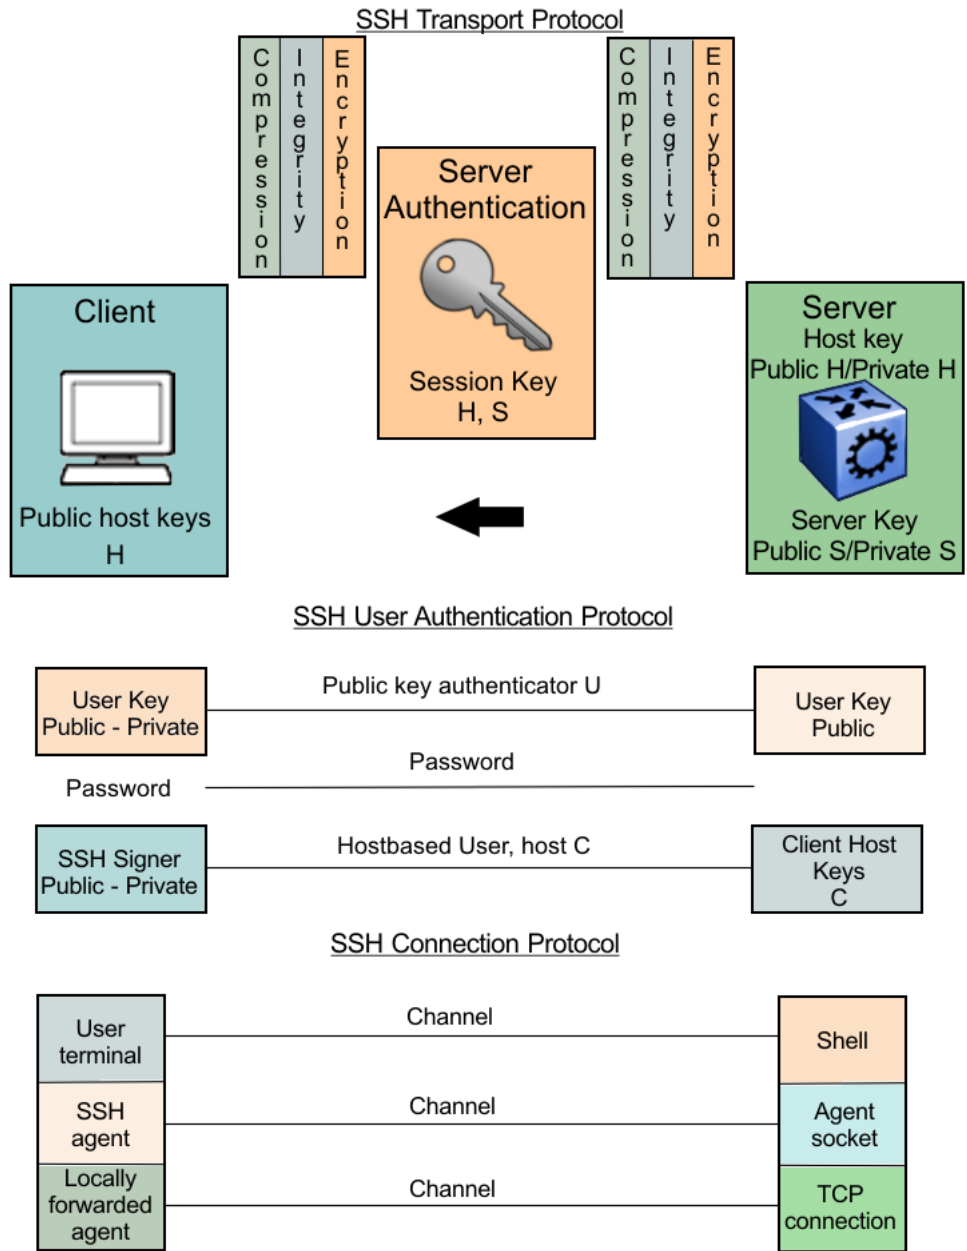 SSH Transport Protocol
Compression
Integrity
Encryption
Compression
Integrity
Encryption
Server
Authentication
Session Key
H, S
Client
Public host keys
H
Server
Host key
Public H/Private H
Server Key
Public S/Private S
SSH User Authentication Protocol
User Key
Public - Private
Public key authenticator U
User Key
Public
Password
Password
SSH Signer
Public - Private
Hostbased User, host C
Client Host
Keys
C
SSH Connection Protocol
User
terminal
Channel
Shell
SSH
agent
Channel
Agent
socket
Locally
forwarded
agent
Channel
TCP
connection